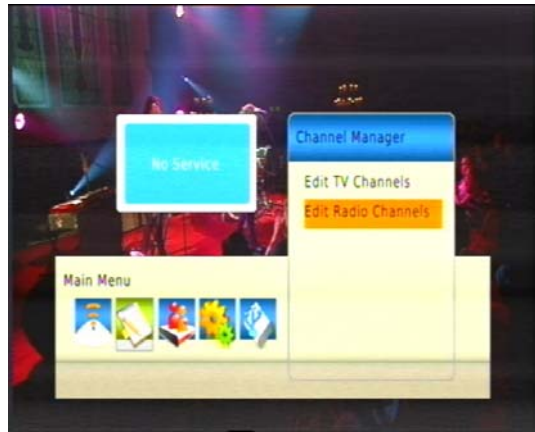 No Service
Channel Manager
Edit TV Channels
Edit Radio Channels
Main Menu